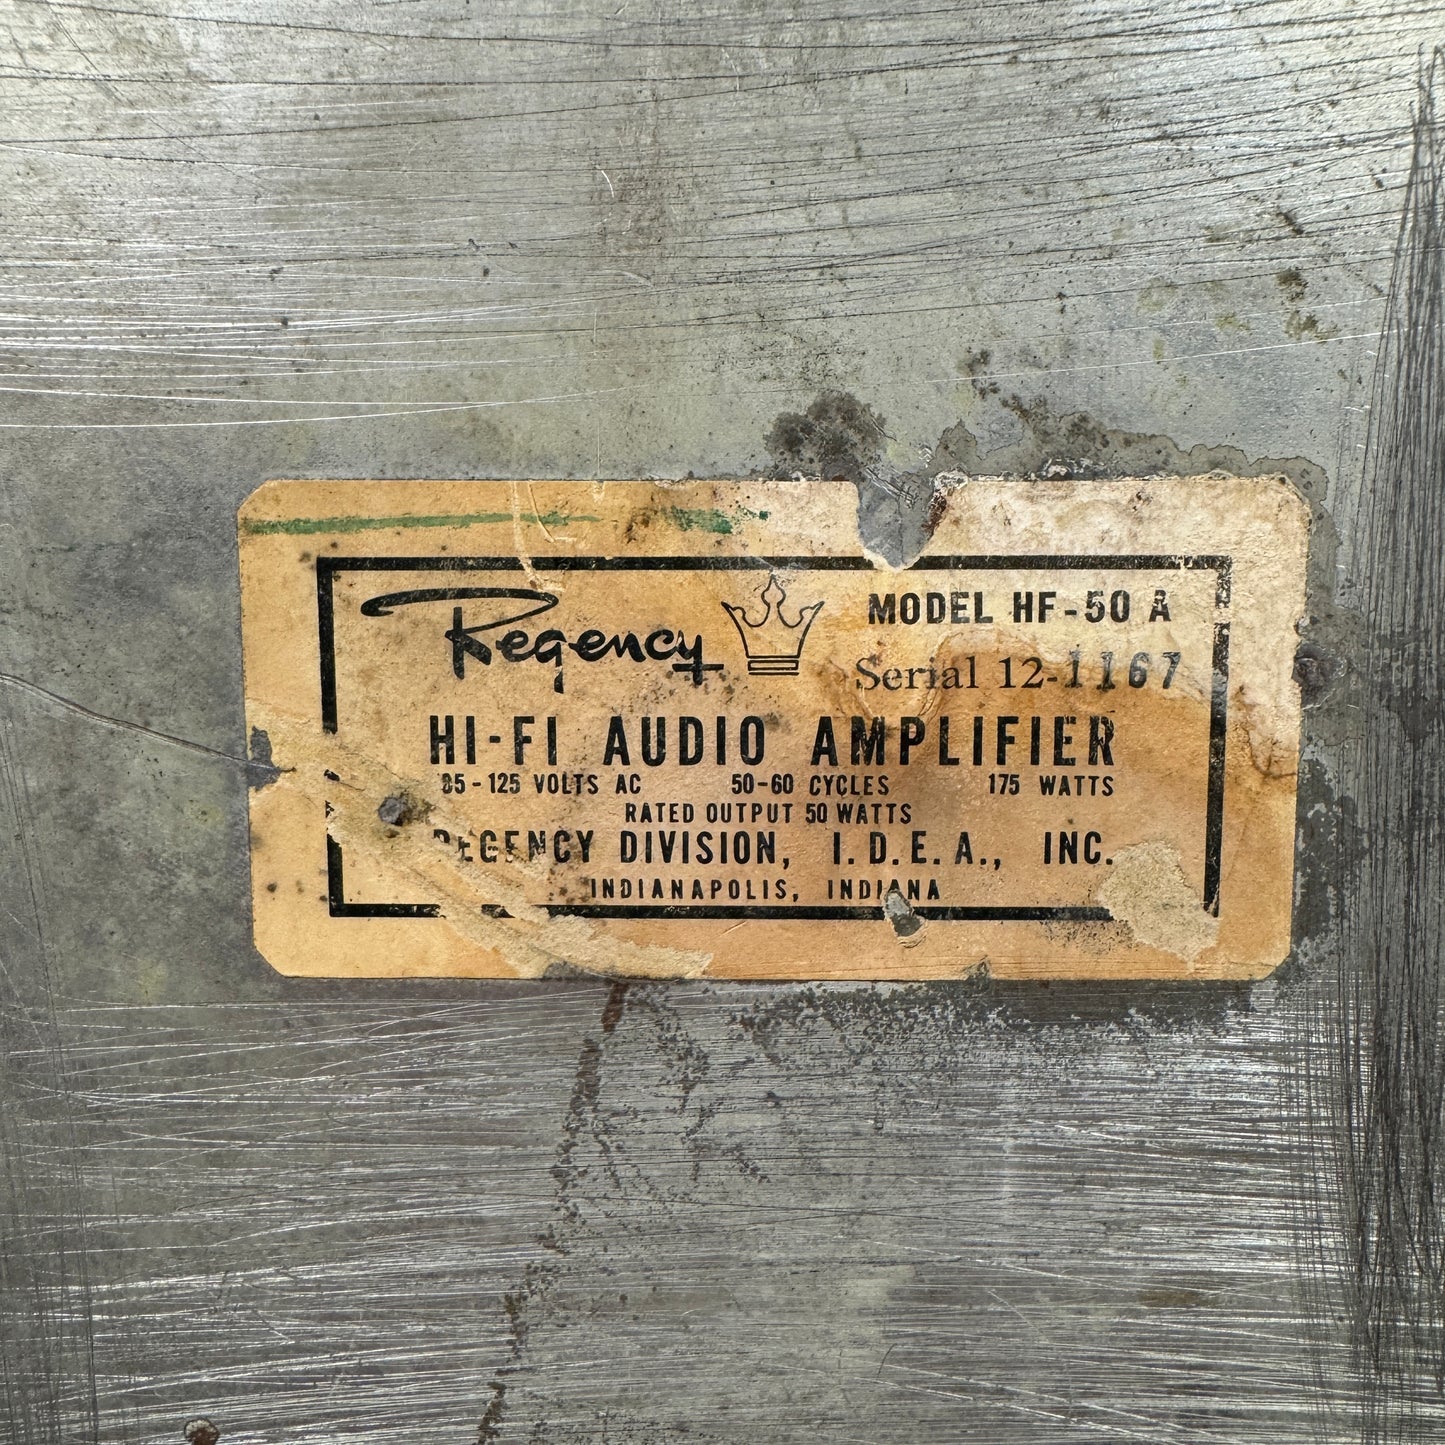 Regency
MODEL HF-50 A
Serial 12-1167
HI-FI AUDIO AMPLIFIER
85-125 VOLTS AC 50-60 CYCLES 175 WATTS
RATED OUTPUT 50 WATTS
REGENCY DIVISION, I.D.E.A., INC.
INDIANAPOLIS, INDIANA